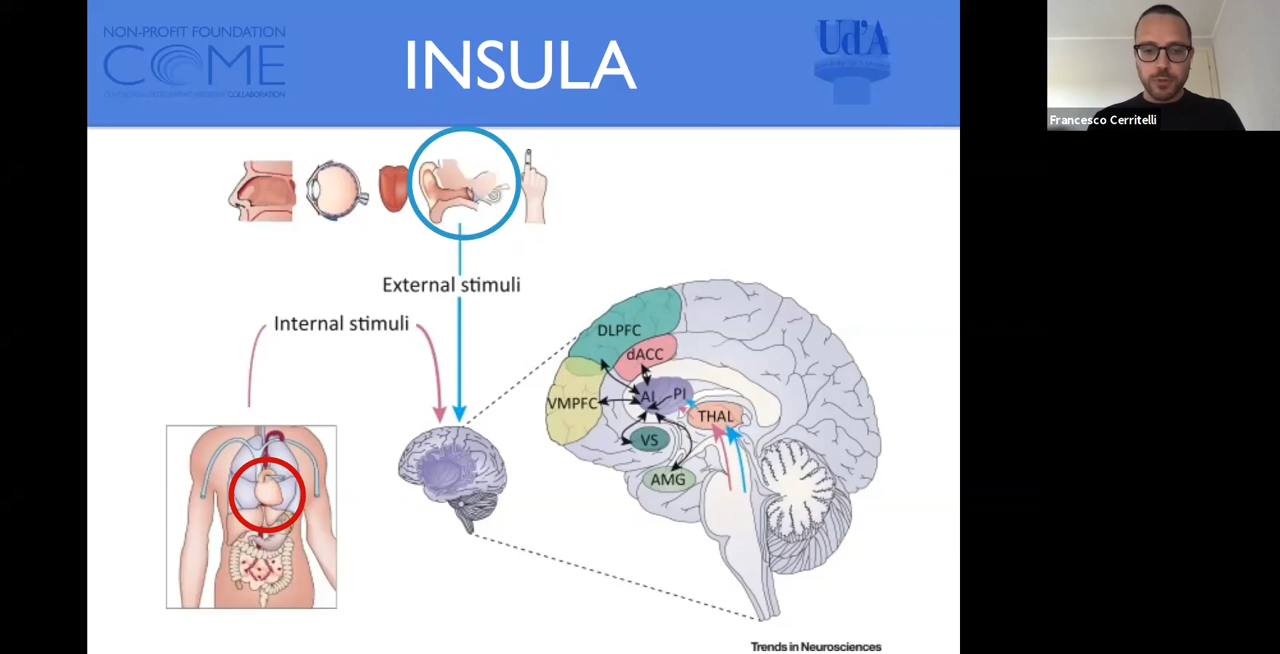 NON-PROFIT FOUNDATION
COME
COLLABORATION
INSULA
Ud'A
Francesco Cerritelli
External stimuli
Internal stimuli
DLPFC
dACC
AI
PI
VMPFC
THAL
VS
AMG
Trends in Neurosciences